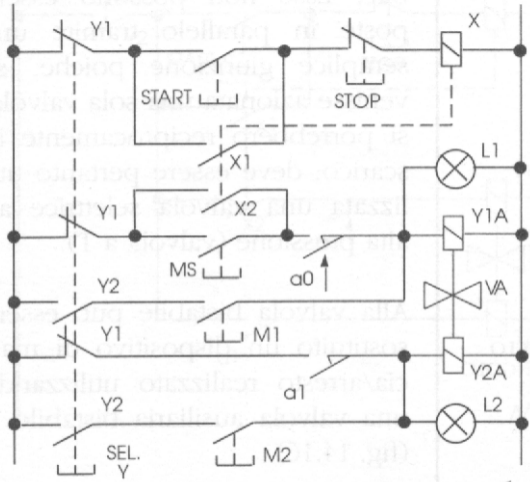 Y1
X
START
STOP
X1
L1
X2
Y1
Y1A
MS
a0
Y2
VA
Y1
M1
a1
Y2A
Y2
L2
SEL.
Y
M2